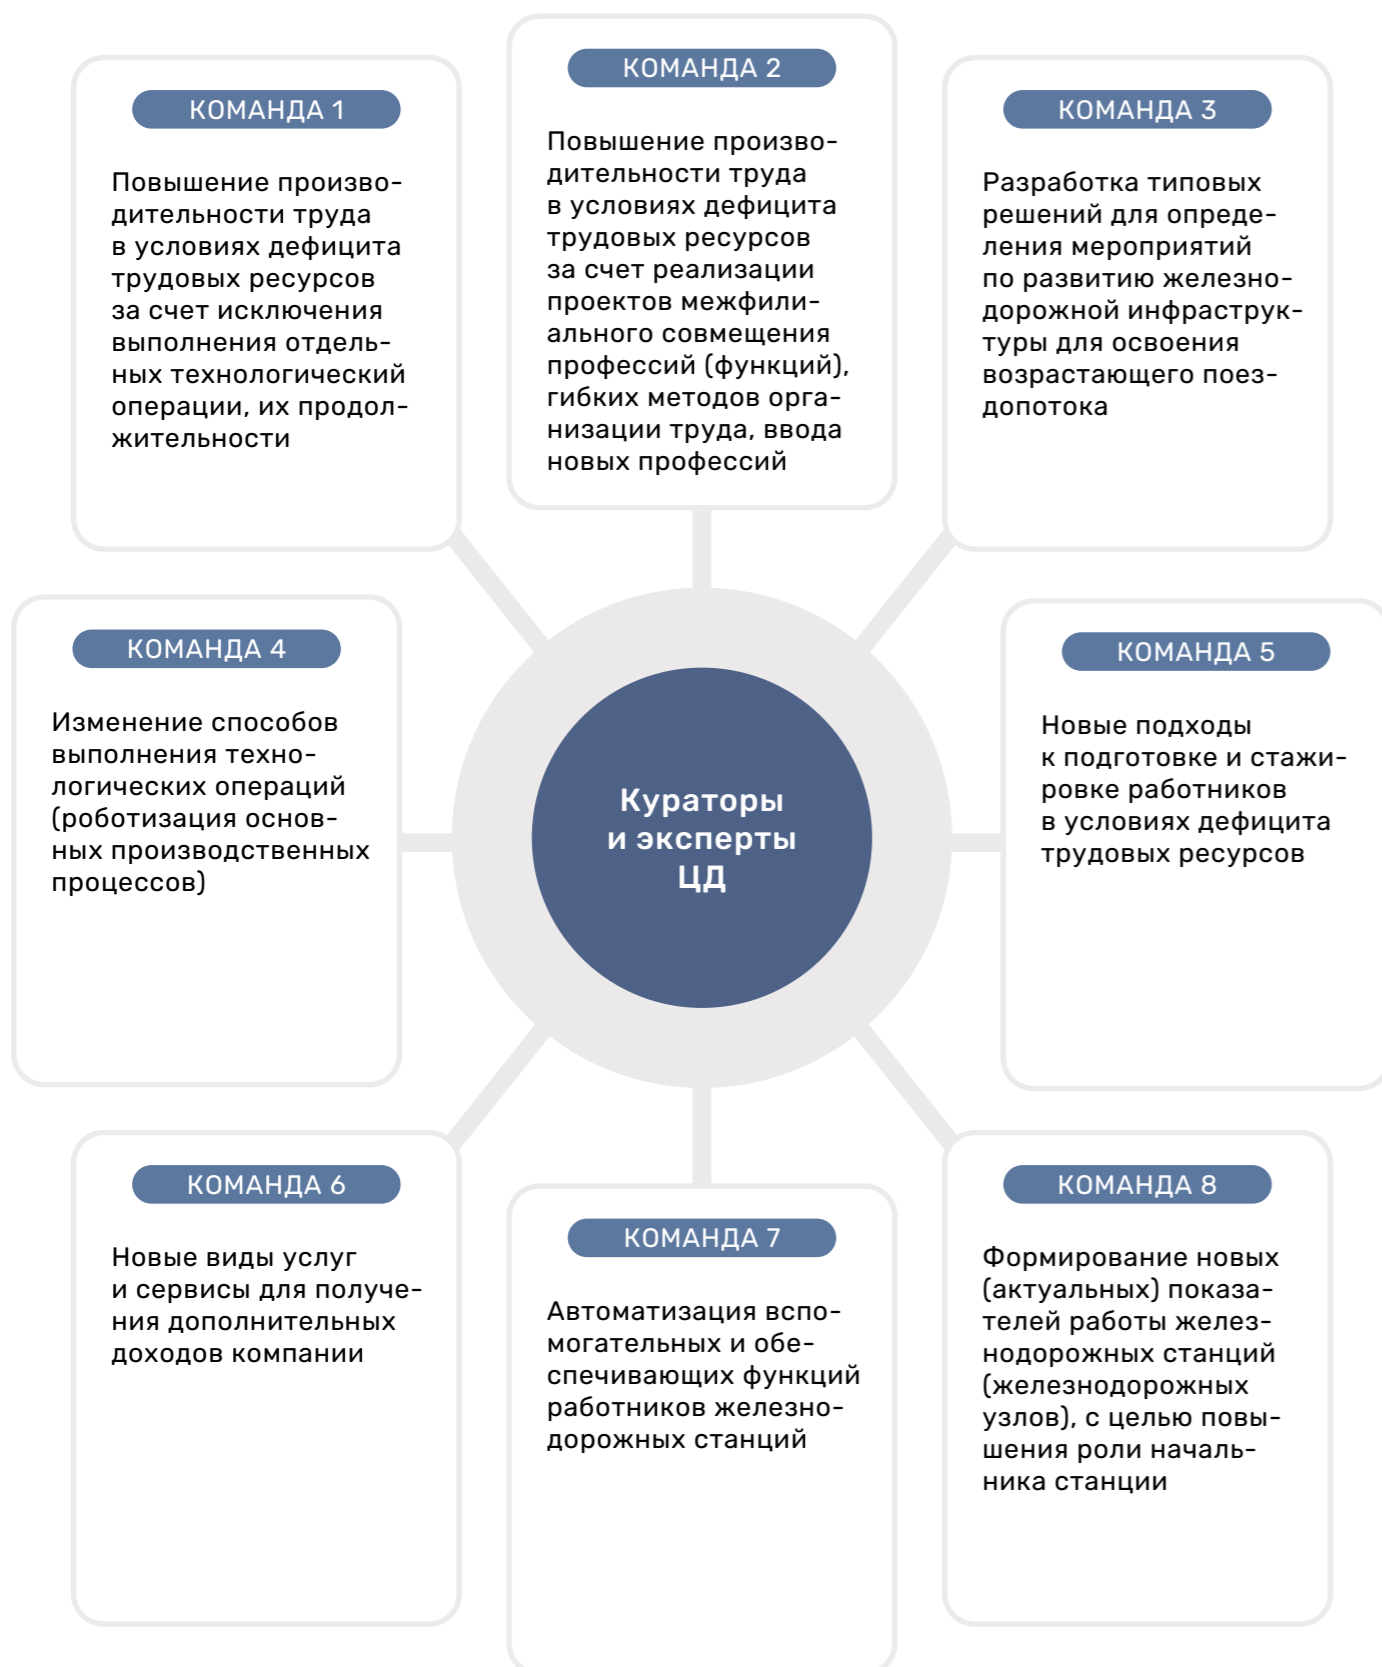 КОМАНДА 1
Повышение произво-
дительности труда
в условиях дефицита
трудовых ресурсов
за счет исключения
выполнения отдель-
ных технологический
операции, их продол-
жительности
КОМАНДА 2
Повышение произво-
дительности труда
в условиях дефицита
трудовых ресурсов
за счет реализации
проектов межфили-
ального совмещения
профессий (функций),
гибких методов орга-
низации труда, ввода
новых профессий
КОМАНДА 3
Разработка типовых
решений для опреде-
ления мероприятий
по развитию железно-
дорожной инфраструк-
туры для освоения
возрастающего поез-
допотока
КОМАНДА 4
Изменение способов
выполнения техно-
логических операций
(роботизация основ-
ных производственных
процессов)
Кураторы
и эксперты
ЦД
КОМАНДА 5
Новые подходы
к подготовке и стажи-
ровке работников
в условиях дефицита
трудовых ресурсов
КОМАНДА 6
Новые виды услуг
и сервисы для получе-
ния дополнительных
доходов компании
КОМАНДА 7
Автоматизация вспо-
могательных и обе-
спечивающих функций
работников железно-
дорожных станций
КОМАНДА 8
Формирование новых
(актуальных) показа-
телей работы желез-
нодорожных станций
(железнодорожных
узлов), с целью повы-
шения роли началь-
ника станции